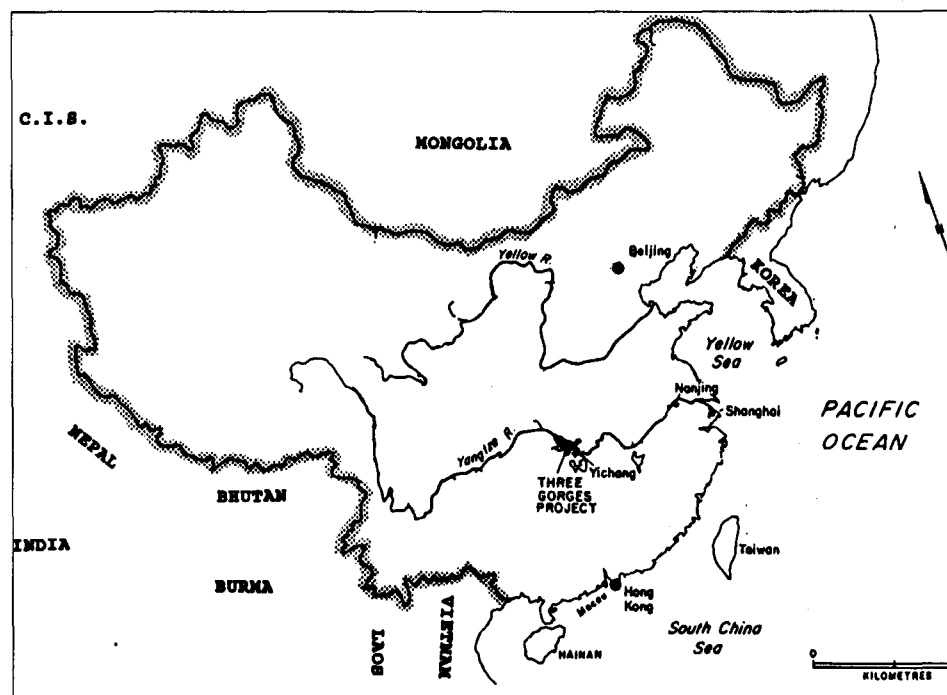 C.I.S.
MONGOLIA
Yellow R.
Beijing
KOREA
Yellow
Sea
Nanjing
Shanghai
PACIFIC
OCEAN
NEPAL
Yangtze R.
Yichang
THREE
GORGES
PROJECT
BHUTAN
INDIA
BURMA
Taiwan
Hong
Kong
Macao
LAOS
VIETNAM
HAINAN
South China
Sea
0
KILOMETRES